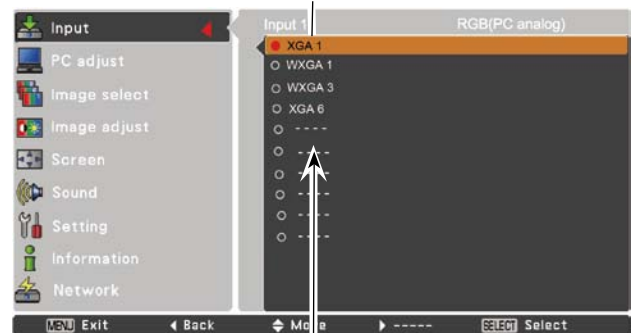 Input
PC adjust
Image select
Image adjust
Screen
Sound
Setting
Information
Network
Input 1 RGB(PC analog)
XGA 1
WXGA 1
WXGA 3
XGA 6
----
----
----
----
----
----
MENU Exit Back Move ----- SELECT Select